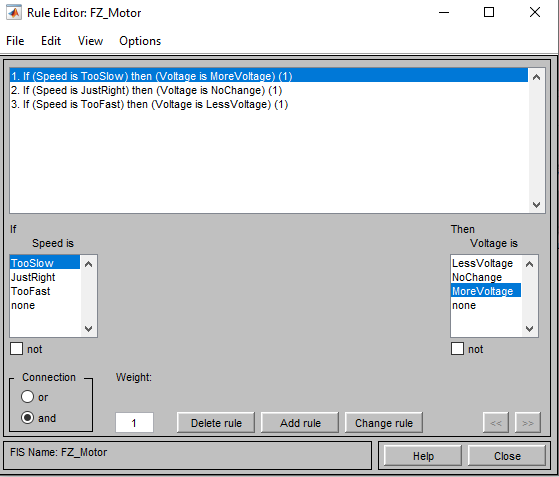 Rule Editor: FZ_Motor
File Edit View Options
1. If (Speed is TooSlow) then (Voltage is MoreVoltage) (1)
2. If (Speed is JustRight) then (Voltage is NoChange) (1)
3. If (Speed is TooFast) then (Voltage is LessVoltage) (1)
If
Then
Speed is
Voltage is
TooSlow
JustRight
TooFast
none
LessVoltage
NoChange
MoreVoltage
none
not
not
Connection
or
and
Weight:
1
Delete rule
Add rule
Change rule
<<
>>
FIS Name: FZ_Motor
Help
Close